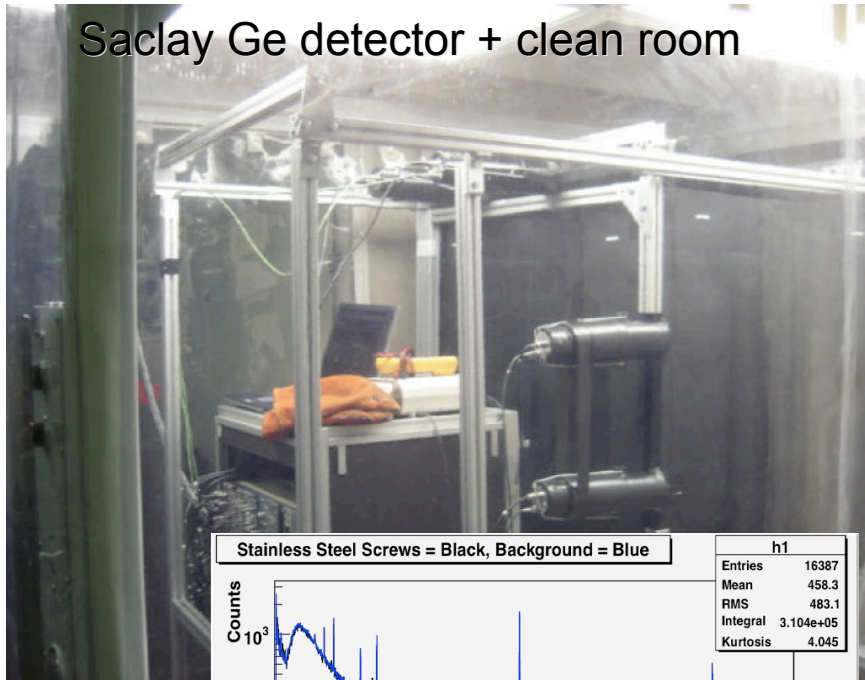 Saclay Ge detector + clean room
Stainless Steel Screws = Black, Background = Blue
h1
Entries 16387
Mean 458.3
RMS 483.1
Integral 3.104e+05
Kurtosis 4.045
Counts
10³